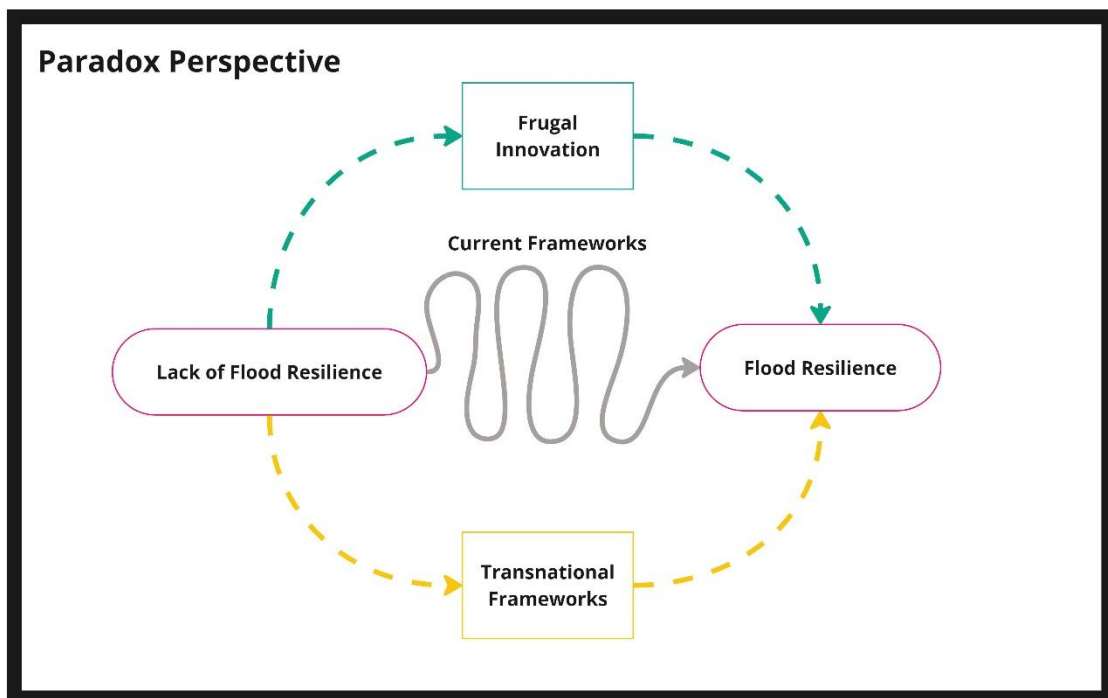 Paradox Perspective
Frugal
Innovation
Current Frameworks
Lack of Flood Resilience
Flood Resilience
Transnational
Frameworks